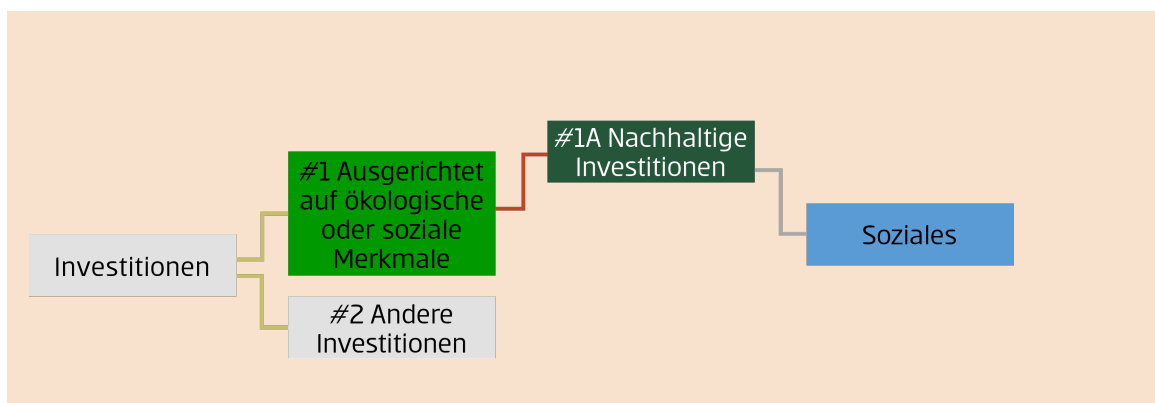 Investitionen
#1 Ausgerichtet
auf ökologische
oder soziale
Merkmale
#2 Andere
Investitionen
#1A Nachhaltige
Investitionen
Soziales